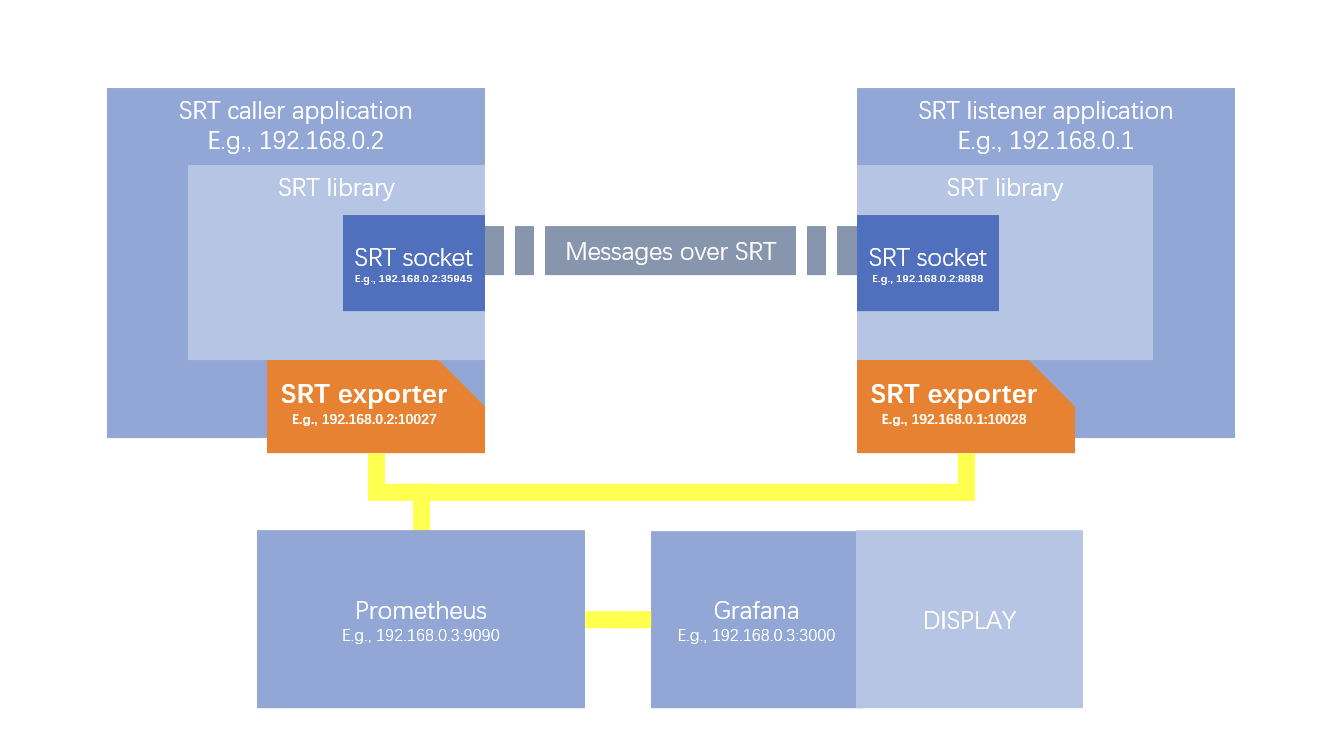 SRT caller application
E.g., 192.168.0.2
SRT library
SRT socket
E.g., 192.168.0.2:35945
Messages over SRT
SRT listener application
E.g., 192.168.0.1
SRT library
SRT socket
E.g., 192.168.0.2:8888
SRT exporter
E.g., 192.168.0.2:10027
SRT exporter
E.g., 192.168.0.1:10028
Prometheus
E.g., 192.168.0.3:9090
Grafana
E.g., 192.168.0.3:3000
DISPLAY